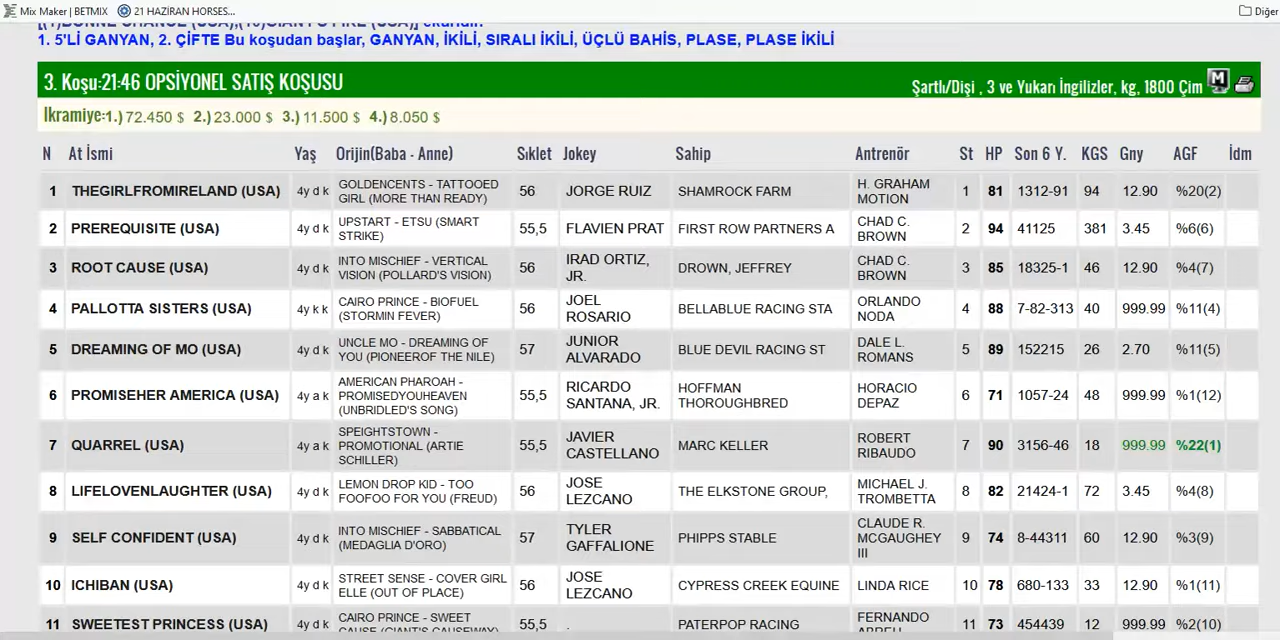 Mix Maker | BETMIX 21 HAZİRAN HORSES... Diğer
[(1)BONNE CHANCE (USA),(10)GIANT'S FIRE (USA)] eküridir.
1. 5'Lİ GANYAN, 2. ÇİFTE Bu koşudan başlar, GANYAN, İKİLİ, SIRALI İKİLİ, ÜÇLÜ BAHİS, PLASE, PLASE İKİLİ
3. Koşu:21:46 OPSİYONEL SATIŞ KOŞUSU Şartlı/Dişi , 3 ve Yukarı İngilizler, kg, 1800 Çim
İkramiye:1.) 72.450 $ 2.) 23.000 $ 3.) 11.500 $ 4.) 8.050 $
N At İsmi Yaş Orijin(Baba - Anne) Sıklet Jokey Sahip Antrenör St HP Son 6 Y. KGS Gny AGF İdm
1 THEGIRLFROMIRELAND (USA) 4y d k GOLDENCENTS - TATTOOED GIRL (MORE THAN READY) 56 JORGE RUIZ SHAMROCK FARM H. GRAHAM MOTION 1 81 1312-91 94 12.90 %20(2)
2 PREREQUISITE (USA) 4y d k UPSTART - ETSU (SMART STRIKE) 55,5 FLAVIEN PRAT FIRST ROW PARTNERS A CHAD C. BROWN 2 94 41125 381 3.45 %6(6)
3 ROOT CAUSE (USA) 4y d k INTO MISCHIEF - VERTICAL VISION (POLLARD'S VISION) 56 IRAD ORTIZ, JR. DROWN, JEFFREY CHAD C. BROWN 3 85 18325-1 46 12.90 %4(7)
4 PALLOTTA SISTERS (USA) 4y k k CAIRO PRINCE - BIOFUEL (STORMIN FEVER) 56 JOEL ROSARIO BELLABLUE RACING STA ORLANDO NODA 4 88 7-82-313 40 999.99 %11(4)
5 DREAMING OF MO (USA) 4y d k UNCLE MO - DREAMING OF YOU (PIONEEROF THE NILE) 57 JUNIOR ALVARADO BLUE DEVIL RACING ST DALE L. ROMANS 5 89 152215 26 2.70 %11(5)
6 PROMISEHER AMERICA (USA) 4y a k AMERICAN PHAROAH - PROMISEDYOUHEAVEN (UNBRIDLED'S SONG) 55,5 RICARDO SANTANA, JR. HOFFMAN THOROUGHBRED HORACIO DEPAZ 6 71 1057-24 48 999.99 %1(12)
7 QUARREL (USA) 4y a k SPEIGHTSTOWN - PROMOTIONAL (ARTIE SCHILLER) 55,5 JAVIER CASTELLANO MARC KELLER ROBERT RIBAUDO 7 90 3156-46 18 999.99 %22(1)
8 LIFELOVENLAUGHTER (USA) 4y d k LEMON DROP KID - TOO FOOFOO FOR YOU (FREUD) 56 JOSE LEZCANO THE ELKSTONE GROUP, MICHAEL J. TROMBETTA 8 82 21424-1 72 3.45 %4(8)
9 SELF CONFIDENT (USA) 4y d k INTO MISCHIEF - SABBATICAL (MEDAGLIA D'ORO) 57 TYLER GAFFALIONE PHIPPS STABLE CLAUDE R. MCGAUGHEY III 9 74 8-44311 60 12.90 %3(9)
10 ICHIBAN (USA) 4y d k STREET SENSE - COVER GIRL ELLE (OUT OF PLACE) 56 JOSE LEZCANO CYPRESS CREEK EQUINE LINDA RICE 10 78 680-133 33 12.90 %1(11)
11 SWEETEST PRINCESS (USA) 4y d k CAIRO PRINCE - SWEET CAUSE (GIANT'S CAUSEWAY) 55,5 . PATERPOP RACING FERNANDO ABREU 11 73 454439 12 999.99 %2(10)